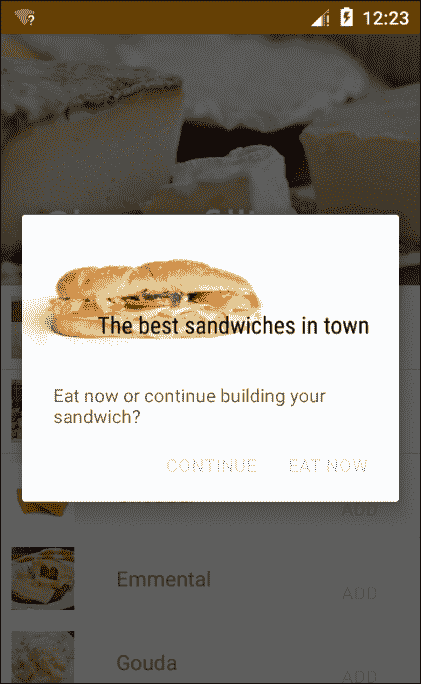 ?
12:23
The best sandwiches in town
Eat now or continue building your
sandwich?
CONTINUE
EAT NOW
ADD
Emmental
ADD
Gouda
ADD